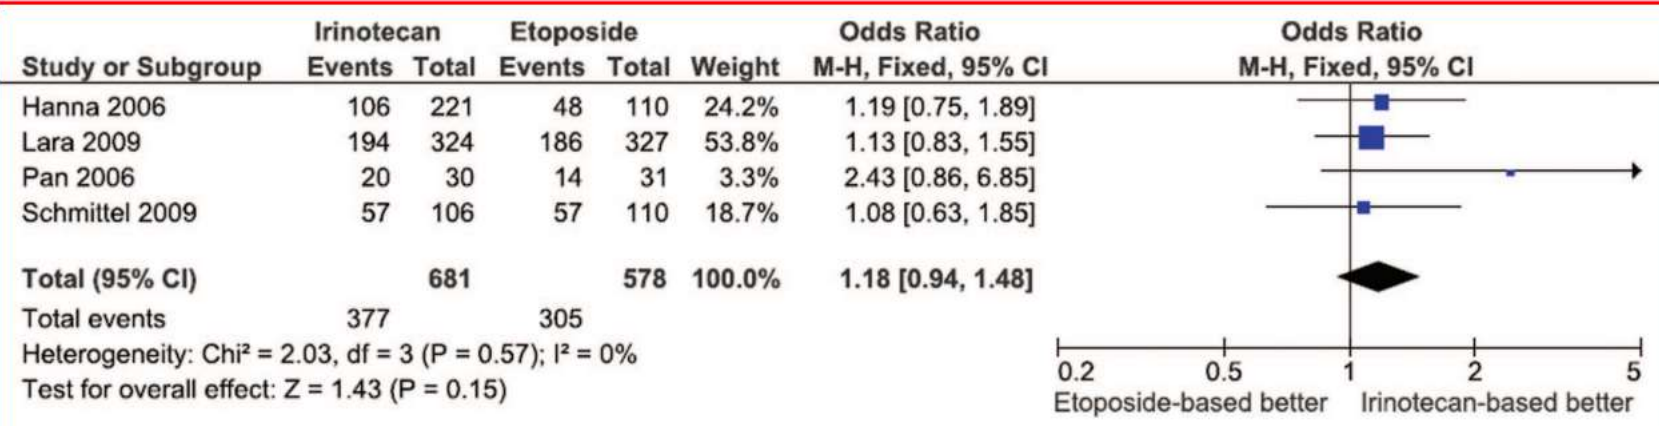 Irinotecan Etoposide Odds Ratio Odds Ratio
Study or Subgroup Events Total Events Total Weight M-H, Fixed, 95% CI M-H, Fixed, 95% CI
Hanna 2006 106 221 48 110 24.2% 1.19 [0.75, 1.89]
Lara 2009 194 324 186 327 53.8% 1.13 [0.83, 1.55]
Pan 2006 20 30 14 31 3.3% 2.43 [0.86, 6.85]
Schmittel 2009 57 106 57 110 18.7% 1.08 [0.63, 1.85]
Total (95% CI) 681 578 100.0% 1.18 [0.94, 1.48]
Total events 377 305
Heterogeneity: Chi² = 2.03, df = 3 (P = 0.57); I² = 0%
Test for overall effect: Z = 1.43 (P = 0.15)
0.2 0.5 1 2 5
Etoposide-based better Irinotecan-based better